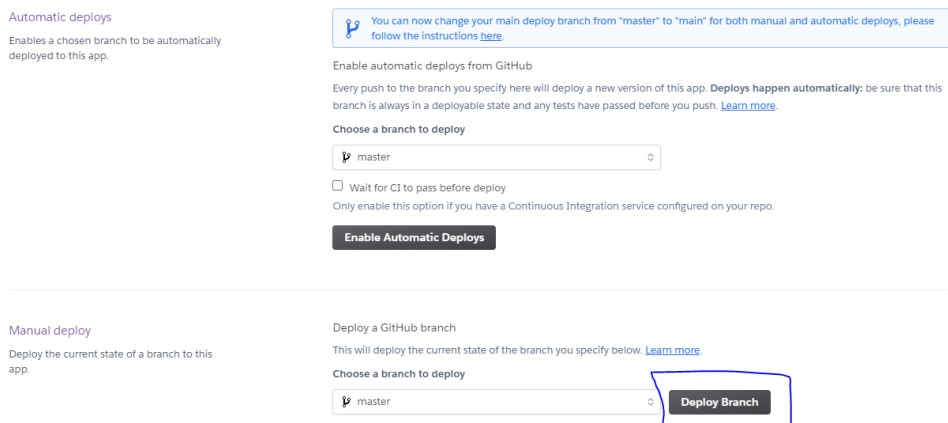 Automatic deploys
Enables a chosen branch to be automatically
deployed to this app.
You can now change your main deploy branch from "master" to "main" for both manual and automatic deploys, please
follow the instructions here.
Enable automatic deploys from GitHub
Every push to the branch you specify here will deploy a new version of this app. Deploys happen automatically: be sure that this
branch is always in a deployable state and any tests have passed before you push. Learn more.
Choose a branch to deploy
master
Wait for CI to pass before deploy
Only enable this option if you have a Continuous Integration service configured on your repo.
Enable Automatic Deploys
Manual deploy
Deploy the current state of a branch to this
app.
Deploy a GitHub branch
This will deploy the current state of the branch you specify below. Learn more.
Choose a branch to deploy
master
Deploy Branch